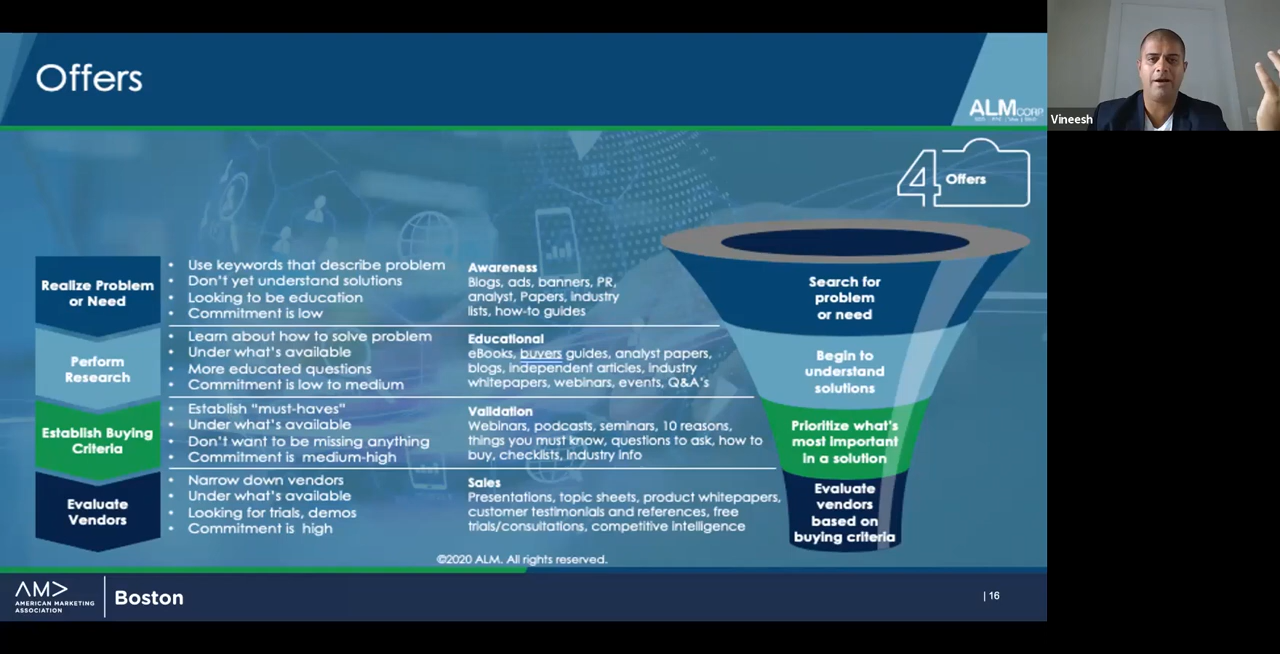 Offers
ALMCORP
Vineesh
4
Offers
Realize Problem
or Need
• Use keywords that describe problem
• Don't yet understand solutions
• Looking to be education
• Commitment is low
Awareness
Blogs, ads, banners, PR,
analyst, Papers, industry
lists, how-to guides
Search for
problem
or need
Perform
Research
• Learn about how to solve problem
• Under what's available
• More educated questions
• Commitment is low to medium
Educational
eBooks, buyers guides, analyst papers,
blogs, independent articles, industry
whitepapers, webinars, events, Q&A's
Begin to
understand
solutions
Establish Buying
Criteria
• Establish "must-haves"
• Under what's available
• Don't want to be missing anything
• Commitment is medium-high
Validation
Webinars, podcasts, seminars, 10 reasons,
things you must know, questions to ask, how to
buy, checklists, industry info
Prioritize what's
most important
in a solution
Evaluate
Vendors
• Narrow down vendors
• Under what's available
• Looking for trials, demos
• Commitment is high
Sales
Presentations, topic sheets, product whitepapers,
customer testimonials and references, free
trials/consultations, competitive intelligence
Evaluate
vendors
based on
buying criteria
©2020 ALM. All rights reserved.
AMA
AMERICAN MARKETING
ASSOCIATION
Boston
| 16